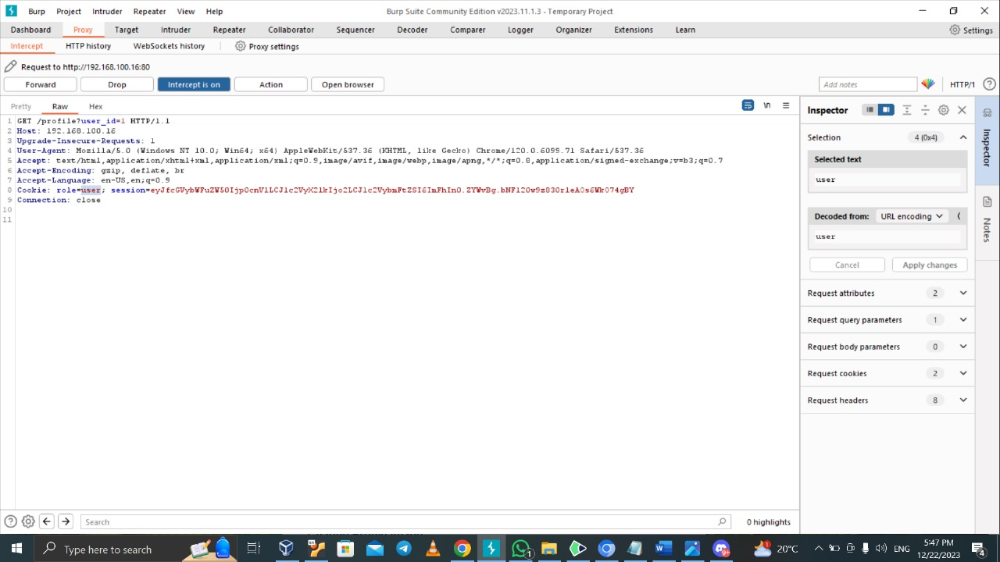 Burp Project Intruder Repeater View Help Burp Suite Community Edition v2023.11.1.3 - Temporary Project
Dashboard Proxy Target Intruder Repeater Collaborator Sequencer Decoder Comparer Logger Organizer Extensions Learn Settings
Intercept HTTP history WebSockets history Proxy settings
Request to http://192.168.100.16:80
Forward Drop Intercept is on Action Open browser Add notes HTTP/1
Pretty Raw Hex \n
1 GET /profile?user_id=1 HTTP/1.1
2 Host: 192.168.100.16
3 Upgrade-Insecure-Requests: 1
4 User-Agent: Mozilla/5.0 (Windows NT 10.0; Win64; x64) AppleWebKit/537.36 (KHTML, like Gecko) Chrome/120.0.6099.71 Safari/537.36
5 Accept: text/html,application/xhtml+xml,application/xml;q=0.9,image/avif,image/webp,image/apng,*/*;q=0.8,application/signed-exchange;v=b3;q=0.7
6 Accept-Encoding: gzip, deflate, br
7 Accept-Language: en-US,en;q=0.9
8 Cookie: role=user; session=
9 Connection: close
10
11
Inspector
Selection 4 (0x4)
Selected text
user
Decoded from: URL encoding (
user
Cancel Apply changes
Request attributes 2
Request query parameters 1
Request body parameters 0
Request cookies 2
Request headers 8
Inspector
Notes
Search 0 highlights
Type here to search 1 9+ 1 20°C ENG 5:47 PM 4
12/22/2023